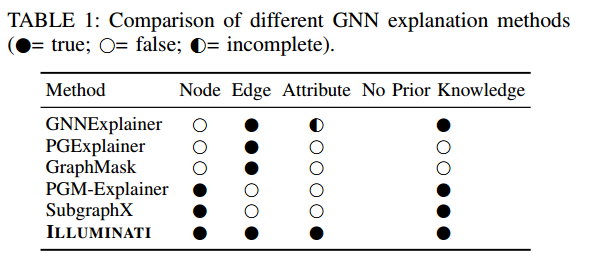 TABLE 1: Comparison of different GNN explanation methods
(●= true; ○= false; ◐= incomplete).
Method Node Edge Attribute No Prior Knowledge
GNNExplainer ○ ● ◐ ●
PGExplainer ○ ● ○ ○
GraphMask ○ ● ○ ○
PGM-Explainer ● ○ ○ ●
SubgraphX ● ○ ○ ●
ILLUMINATI ● ● ● ●